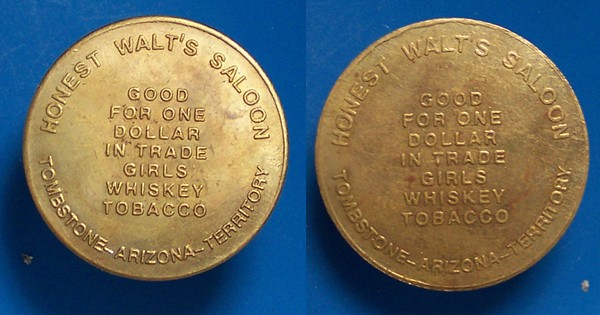 HONEST WALT'S SALOON
GOOD
FOR ONE
DOLLAR
IN TRADE
GIRLS
WHISKEY
TOBACCO
TOMBSTONE-ARIZONA-TERRITORY
HONEST WALT'S SALOON
GOOD
FOR ONE
DOLLAR
IN TRADE
GIRLS
WHISKEY
TOBACCO
TOMBSTONE-ARIZONA-TERRITORY